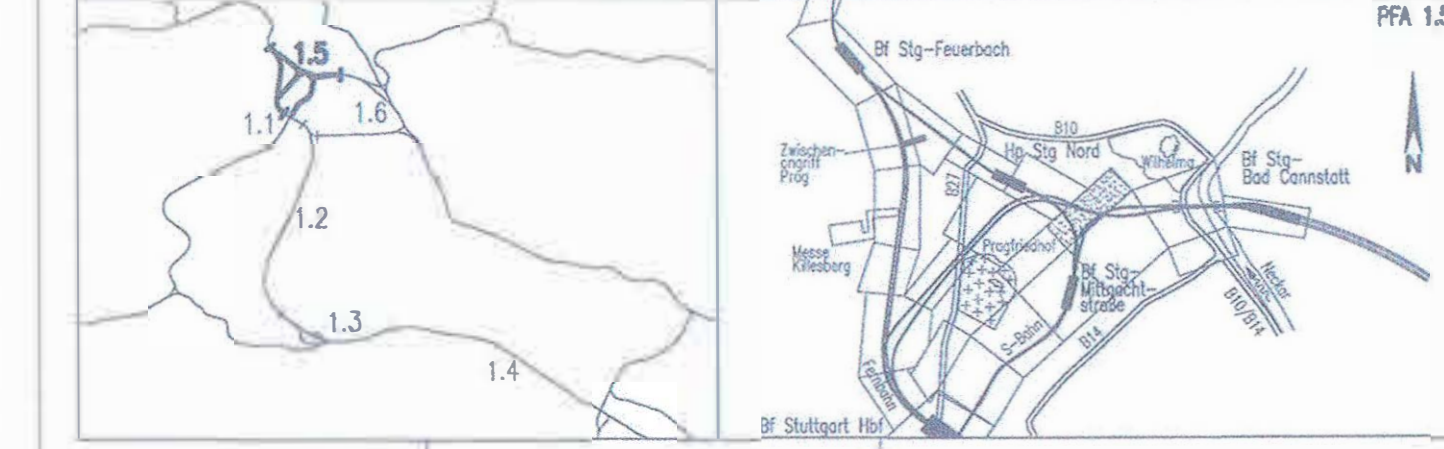 1.5
1.1
1.6
1.2
1.3
1.4
PFA 1.5
Bf Stg-Feuerbach
N
Zwischen-
angriff
Prag
B10
Hp Stg Nord
Wilhelma
Bf Stg-
Bad Cannstatt
B27
Messe
Killesberg
Pragfriedhof
Bf Stg-
Mittnacht-
straße
Neckar
B10/B14
S-Bahn
B14
Fernbahn
Bf Stuttgart Hbf